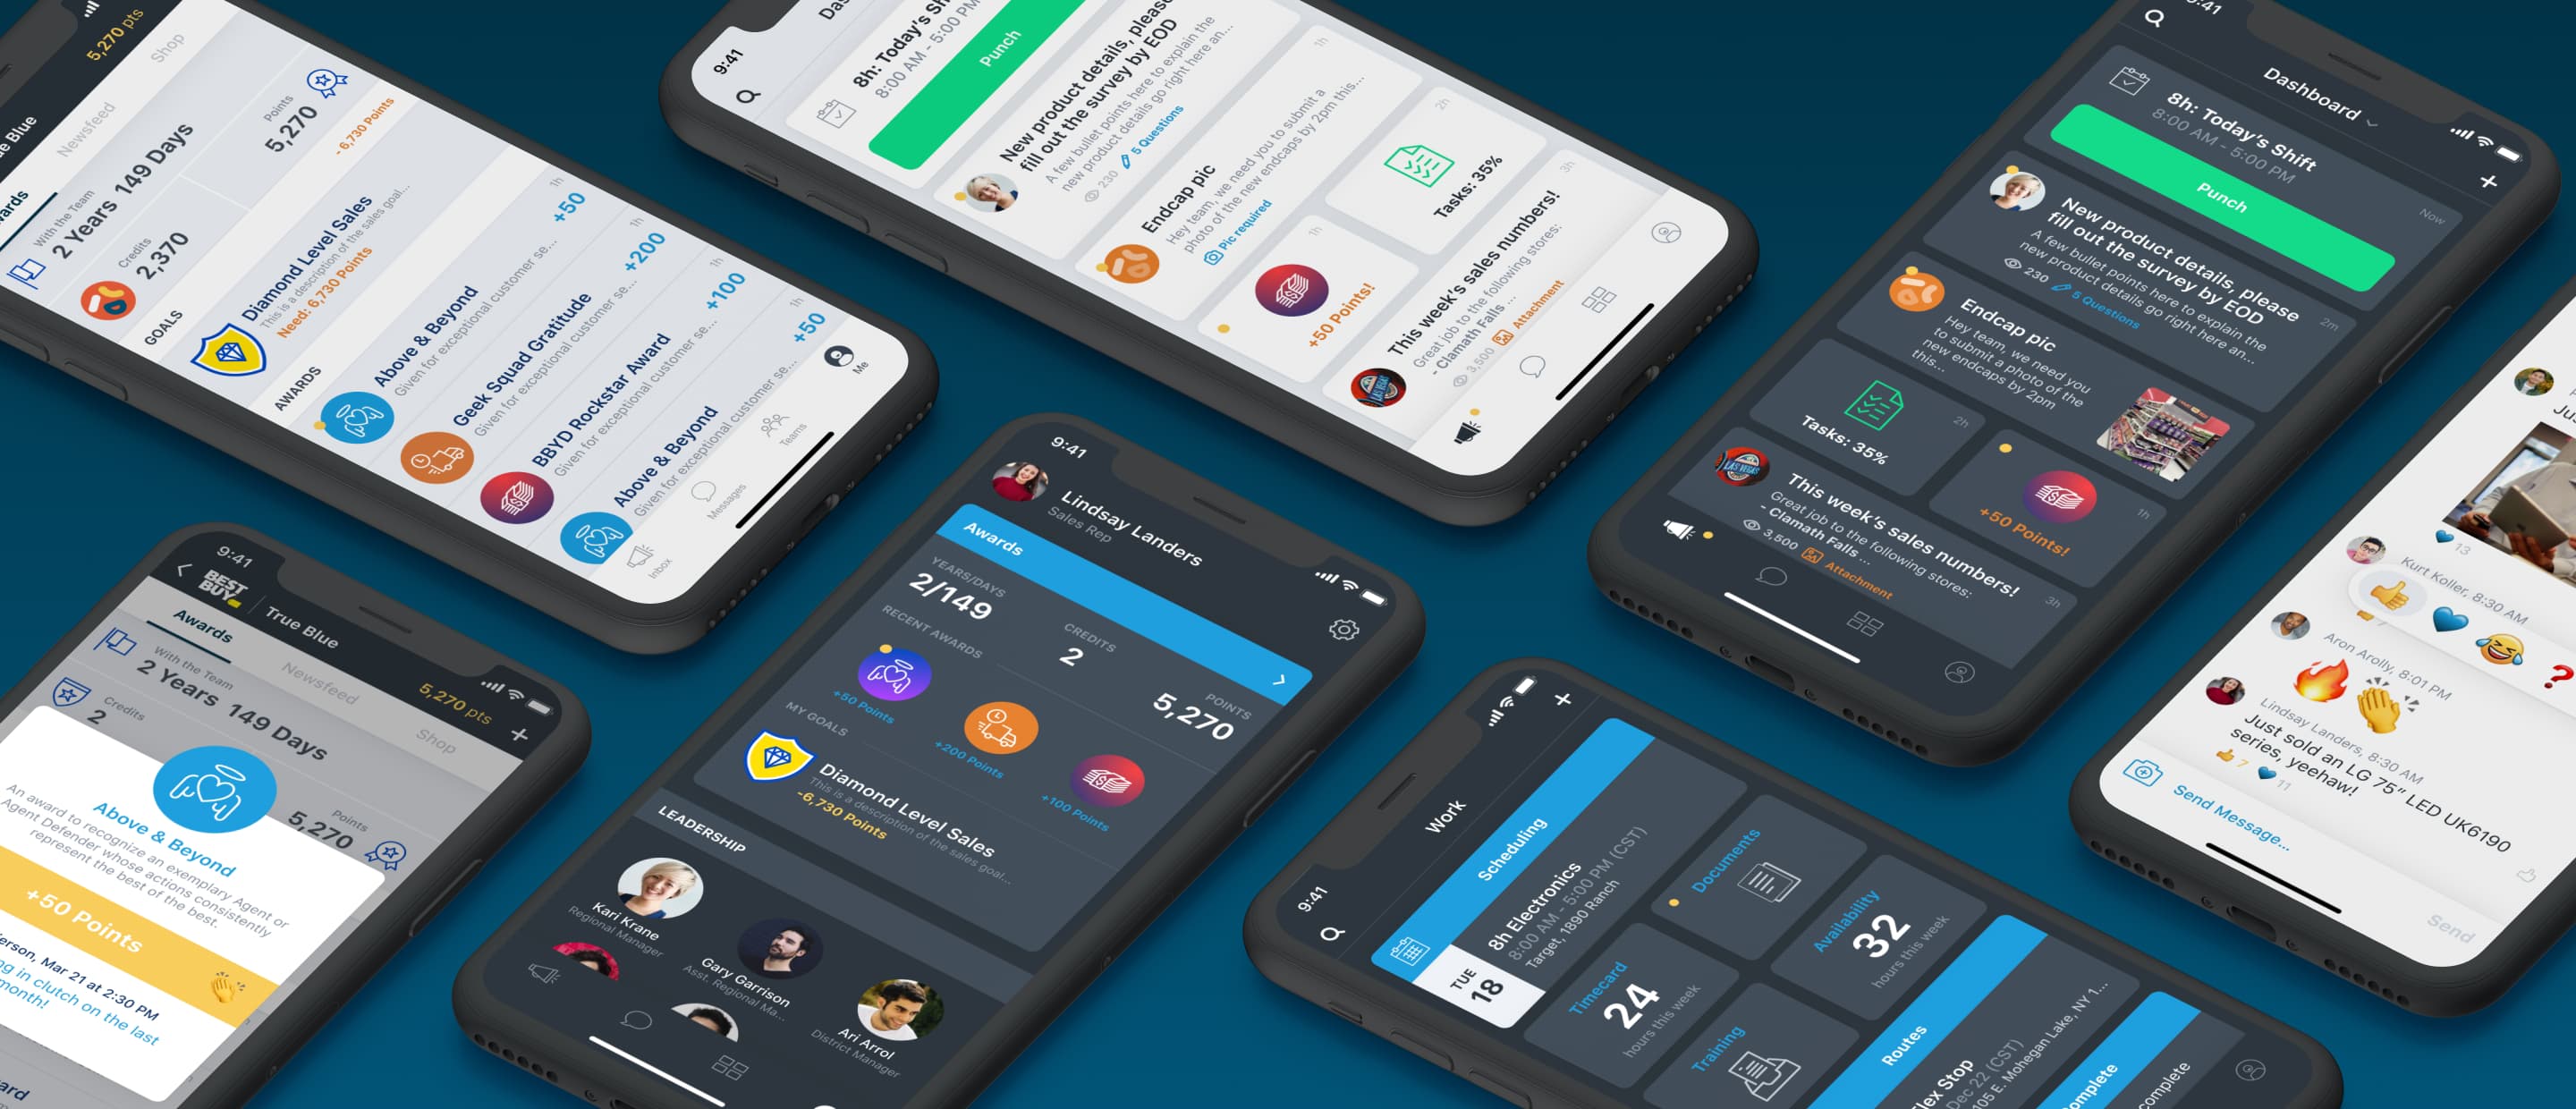 5,270 pts
Shop
Newsfeed
With the Team
2 Years 149 Days
Points
5,270
Credits
2,370
-6,730 Points
GOALS
Diamond Level Sales
This is a description of the sales goal...
Need: 6,730 Points
AWARDS
1h
Above & Beyond
Given for exceptional customer se...
+50
1h
Geek Squad Gratitude
Given for exceptional customer se...
+200
1h
BBYD Rockstar Award
Given for exceptional customer se...
+100
1h
Above & Beyond
Given for exceptional customer se...
+50
Inbox
Messages
Teams
Me
9:41
8h: Today's
8:00 AM - 5:00 PM
Punch
New product details, please
fill out the survey by EOD
A few bullet points here to explain the
new product details go right here an...
230
5 Questions
1h
Endcap pic
Hey team, we need you to submit a
photo of the new endcaps by 2pm this...
Pic required
2h
Tasks: 35%
1h
+50 Points!
3h
This week's sales numbers!
Great job to the following stores:
- Clamath Falls ...
3,500
Attachment
LAS VEGAS
Dashboard
8h: Today's Shift
8:00 AM - 5:00 PM
Punch
Now
New product details, please
fill out the survey by EOD
A few bullet points here to explain the
new product details go right here an...
230
5 Questions
2m
Endcap pic
Hey team, we need you
to submit a photo of the
new endcaps by 2pm
this...
Tasks: 35%
2h
+50 Points!
1h
LAS VEGAS
This week's sales numbers!
Great job to the following stores:
- Clamath Falls ...
3,500
Attachment
3h
9:41
BEST
BUY
True Blue
5,270 pts
Awards
Newsfeed
Shop
With the Team
2 Years 149 Days
Credits
2
Points
5,270
Above & Beyond
An award to recognize an exemplary Agent or
Agent Defender whose actions consistently
represent the best of the best.
+50 Points
Mar 21 at 2:30 PM
in clutch on the last
month!
9:41
Lindsay Landers
Sales Rep
Awards
YEARS/DAYS
2/149
CREDITS
2
POINTS
5,270
RECENT AWARDS
+50 Points
+200 Points
+100 Points
MY GOALS
Diamond Level Sales
This is a description of the sales goal...
-6,730 Points
LEADERSHIP
Kari Krane
Regional Manager
Gary Garrison
Asst. Regional Ma...
Ari Arrol
District Manager
9:41
Work
Scheduling
TUE
18
8h Electronics
8:00 AM - 5:00 PM (CST)
Target, 1890 Ranch
Documents
Timecard
24
hours this week
Availability
32
hours this week
Training
Routes
Stop
Dec 22 (CST)
105 E. Mohegan Lake, NY 1...
13
Kurt Koller, 8:30 AM
Aron Arolly, 8:01 PM
Lindsay Landers, 8:30 AM
Just sold an LG 75" LED UK6190
series, yeehaw!
7
11
Send Message...
Send